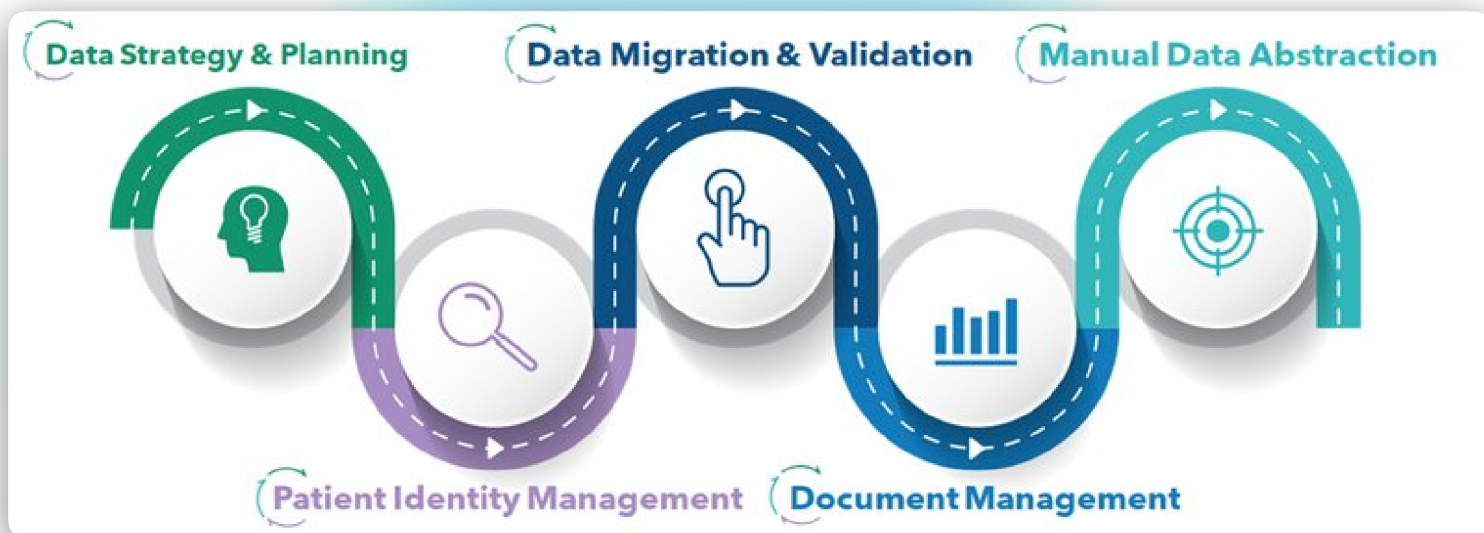 Data Strategy & Planning
Data Migration & Validation
Manual Data Abstraction
Patient Identity Management
Document Management